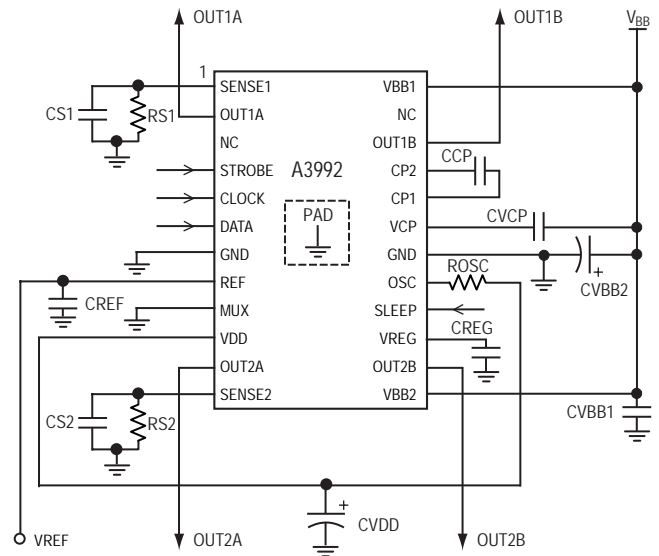 OUT1A
OUT1B
VBB
1
SENSE1
VBB1
CS1
RS1
OUT1A
NC
NC
OUT1B
CCP
STROBE
A3992
CP2
CLOCK
CP1
DATA
PAD
VCP
CVCP
GND
GND
ROSC
+
CVBB2
REF
OSC
CREF
MUX
SLEEP
CREG
VDD
VREG
OUT2A
OUT2B
SENSE2
VBB2
CVBB1
CS2
RS2
+
CVDD
VREF
OUT2A
OUT2B